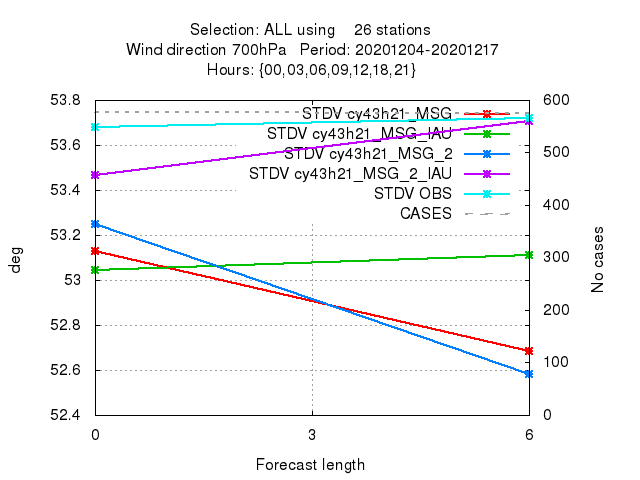 Selection: ALL using 26 stations
Wind direction 700hPa Period: 20201204-20201217
Hours: {00,03,06,09,12,18,21}
53.8
53.6
53.4
53.2
53
52.8
52.6
52.4
deg
STDV cy43h21_MSG
STDV cy43h21_MSG_IAU
STDV cy43h21_MSG_2
STDV cy43h21_MSG_2_IAU
STDV OBS
CASES
600
500
400
300
200
100
0
No cases
0 3 6
Forecast length